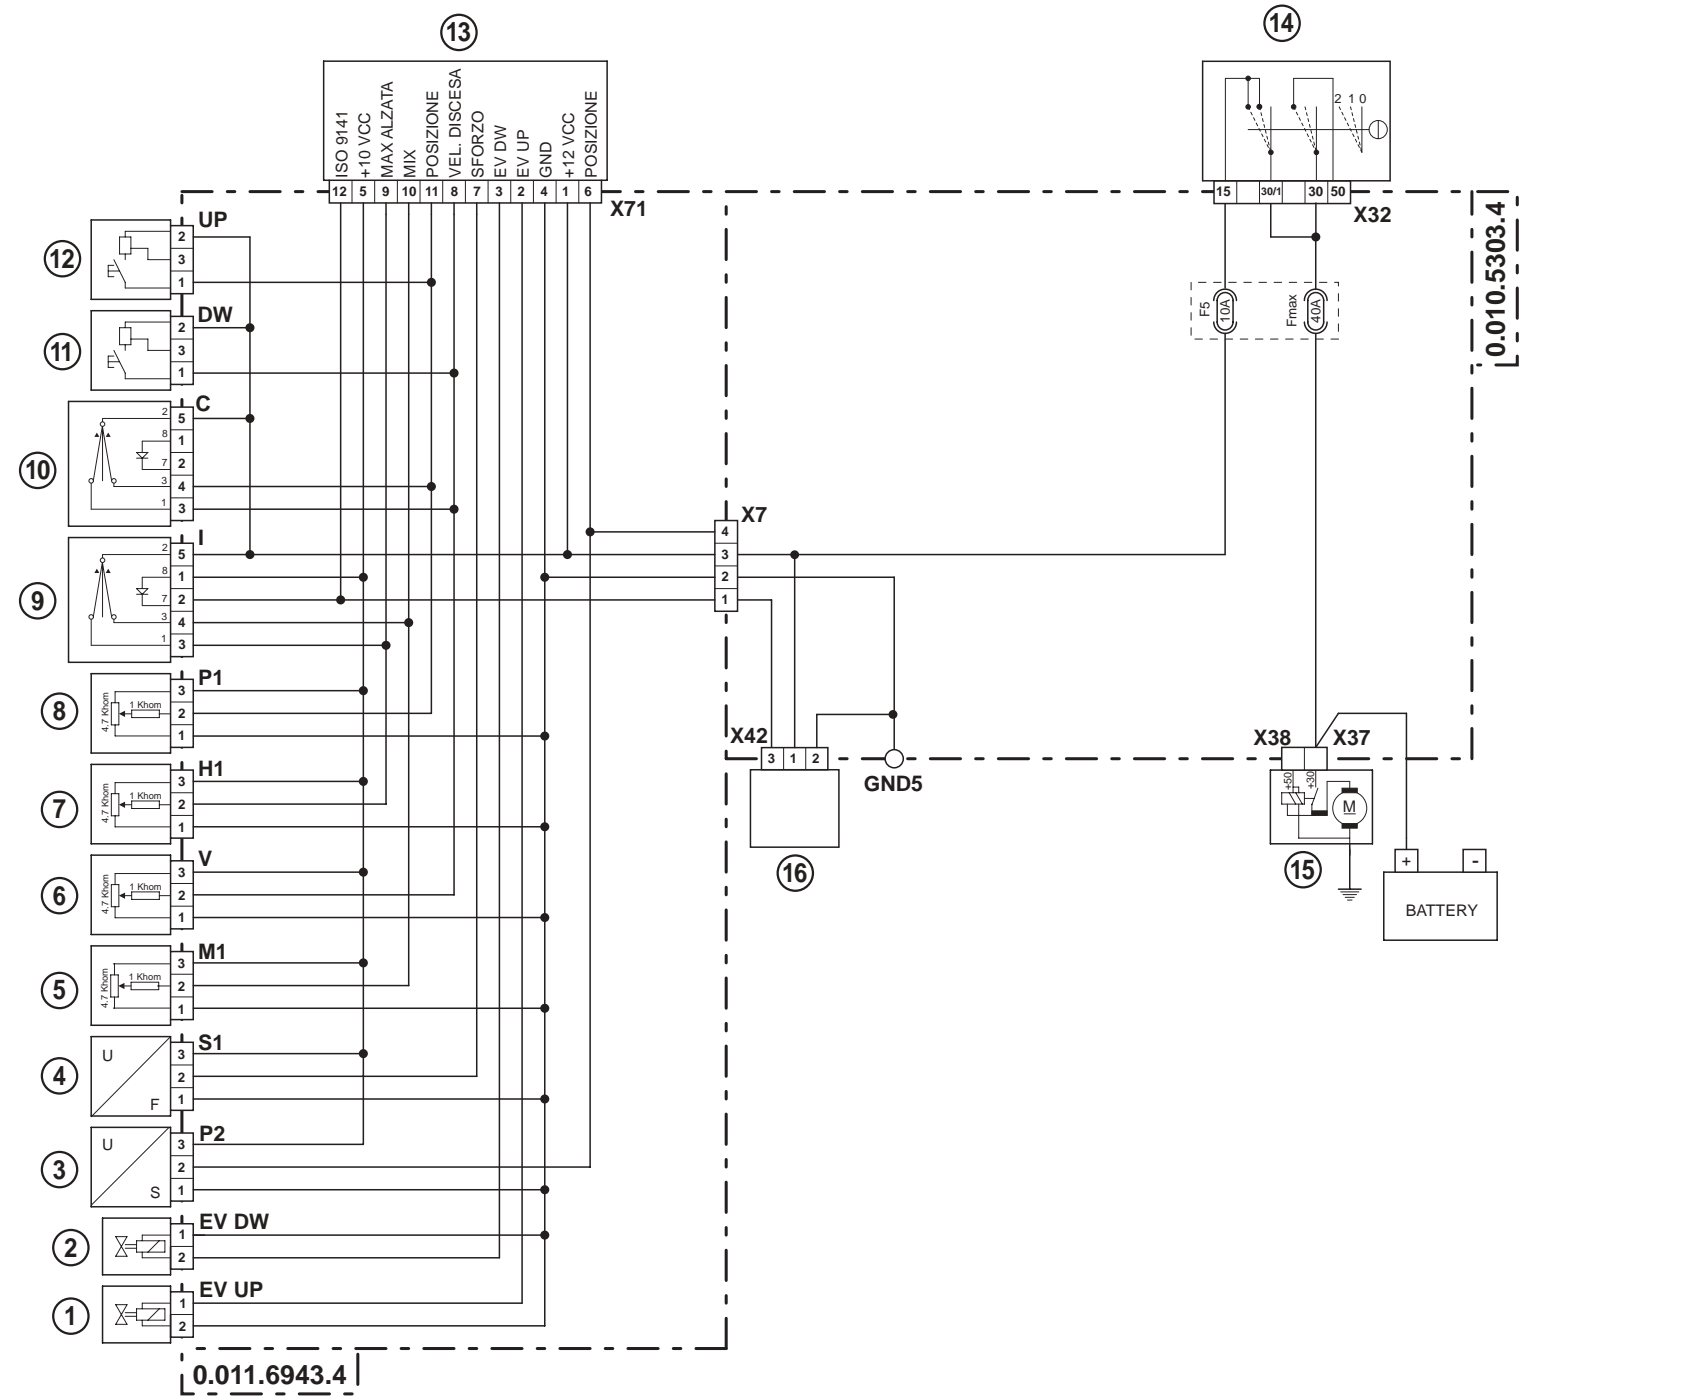 13
14
ISO 9141
+10 VCC
MAX ALZATA
MIX
POSIZIONE
VEL. DISCESA
SFORZO
EV DW
EV UP
GND
+12 VCC
POSIZIONE
12 5 9 10 11 8 7 3 2 4 1 6
X71
2 1 0
15 30/1 30 50
X32
0.010.5303.4
F5
10A
Fmax
40A
12
UP
2
3
1
11
DW
2
3
1
10
C
2 5
8 1
7 2
3 4
1 3
9
I
2 5
8 1
7 2
3 4
1 3
X7
4
3
2
1
8
P1
4.7 Khom
1 Khom
3
2
1
7
H1
4.7 Khom
1 Khom
3
2
1
6
V
4.7 Khom
1 Khom
3
2
1
5
M1
4.7 Khom
1 Khom
3
2
1
4
S1
U
F
3
2
1
3
P2
U
S
3
2
1
2
EV DW
1
2
1
EV UP
1
2
0.011.6943.4
X42
3 1 2
GND5
16
X38 X37
+50
+30
M
15
+ -
BATTERY